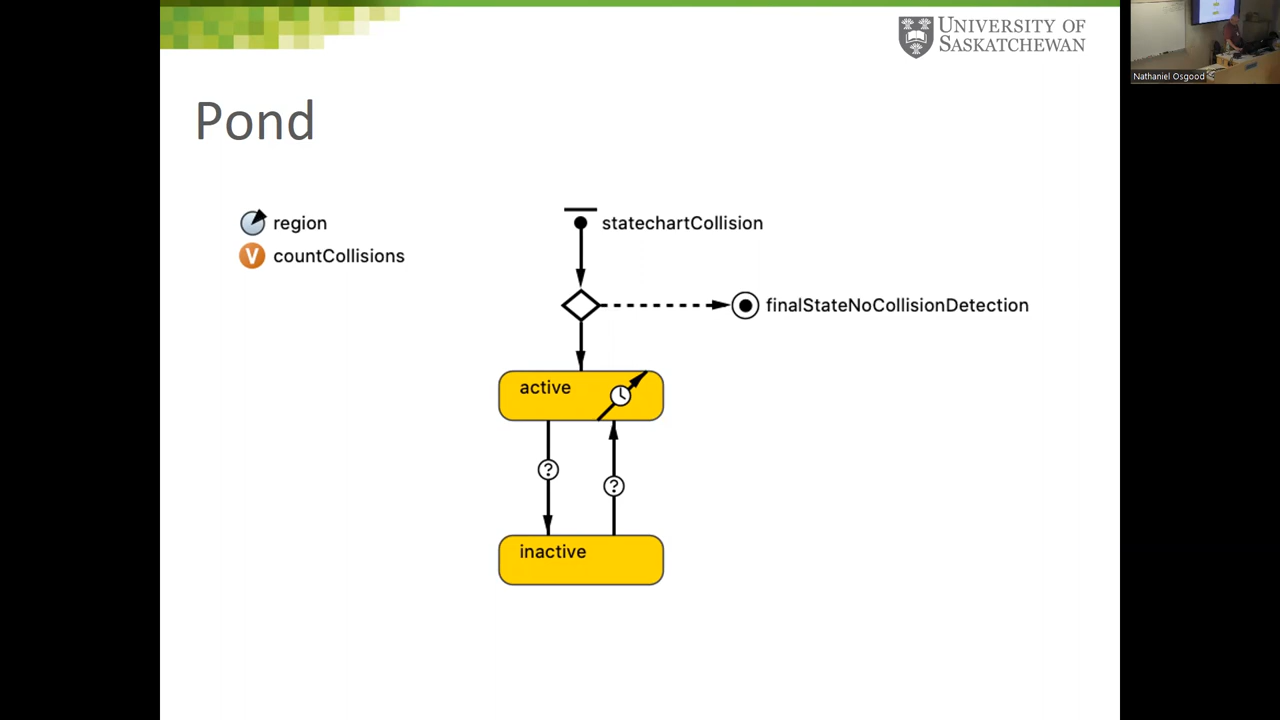 UNIVERSITY OF
SASKATCHEWAN
Nathaniel Osgood
Pond
region
statechartCollision
V
countCollisions
finalStateNoCollisionDetection
active
?
?
inactive